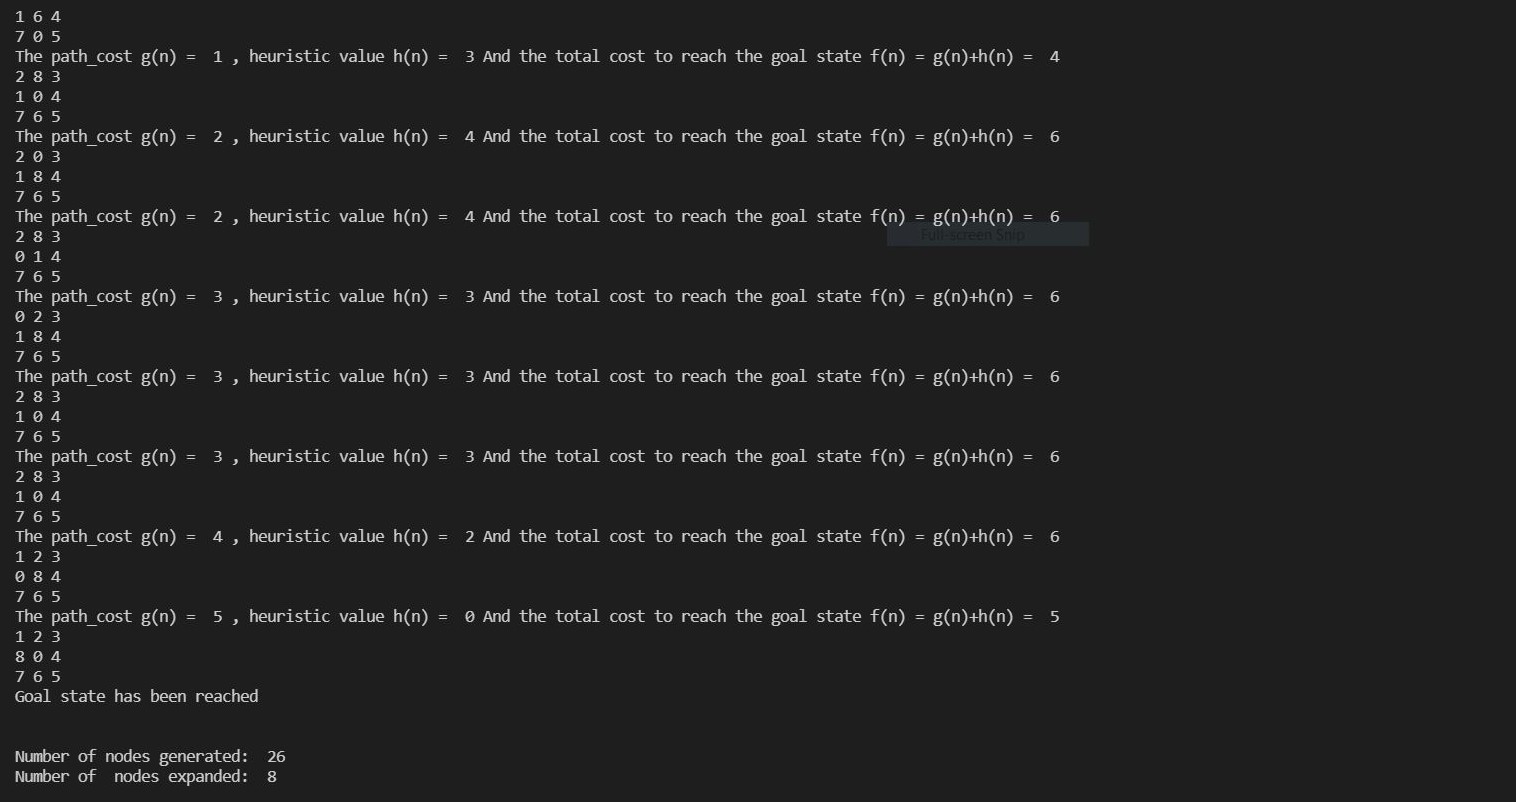 1 6 4
7 0 5
The path_cost g(n) =  1 , heuristic value h(n) =  3 And the total cost to reach the goal state f(n) = g(n)+h(n) =  4
2 8 3
1 0 4
7 6 5
The path_cost g(n) =  2 , heuristic value h(n) =  4 And the total cost to reach the goal state f(n) = g(n)+h(n) =  6
2 0 3
1 8 4
7 6 5
The path_cost g(n) =  2 , heuristic value h(n) =  4 And the total cost to reach the goal state f(n) = g(n)+h(n) =  6
Full-screen Snip
2 8 3
0 1 4
7 6 5
The path_cost g(n) =  3 , heuristic value h(n) =  3 And the total cost to reach the goal state f(n) = g(n)+h(n) =  6
0 2 3
1 8 4
7 6 5
The path_cost g(n) =  3 , heuristic value h(n) =  3 And the total cost to reach the goal state f(n) = g(n)+h(n) =  6
2 8 3
1 0 4
7 6 5
The path_cost g(n) =  3 , heuristic value h(n) =  3 And the total cost to reach the goal state f(n) = g(n)+h(n) =  6
2 8 3
1 0 4
7 6 5
The path_cost g(n) =  4 , heuristic value h(n) =  2 And the total cost to reach the goal state f(n) = g(n)+h(n) =  6
1 2 3
0 8 4
7 6 5
The path_cost g(n) =  5 , heuristic value h(n) =  0 And the total cost to reach the goal state f(n) = g(n)+h(n) =  5
1 2 3
8 0 4
7 6 5
Goal state has been reached
Number of nodes generated:  26
Number of  nodes expanded:  8